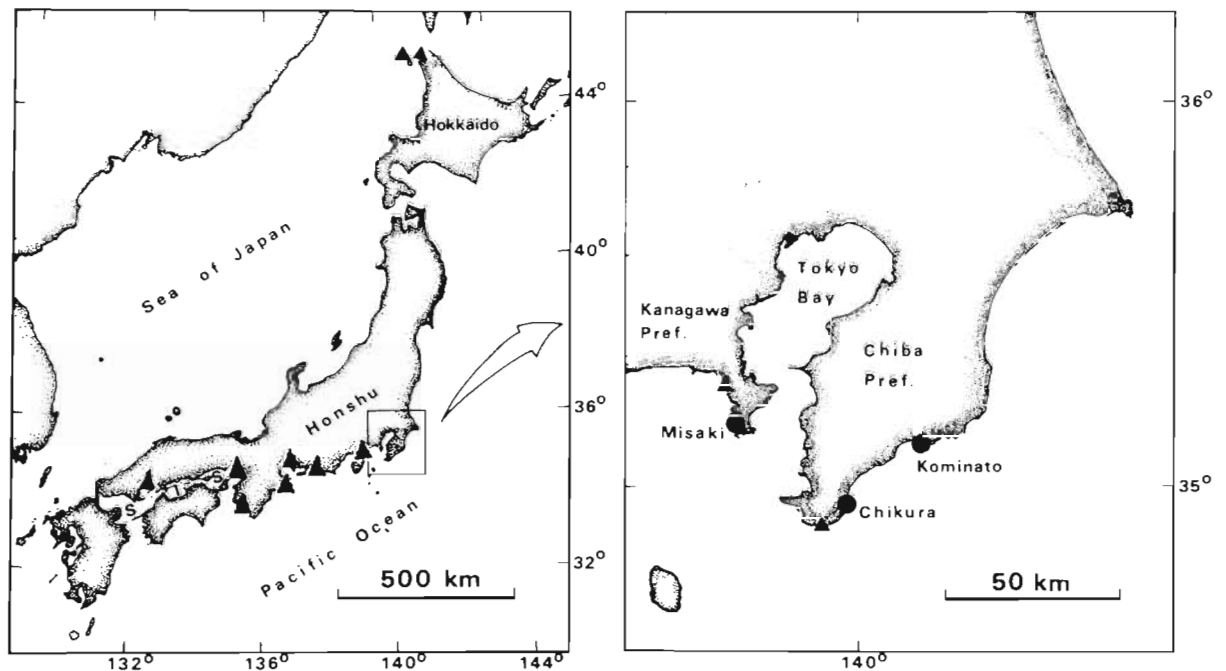 44°
Hokkaido
40°
Sea of Japan
Honshu
36°
S I S
Pacific Ocean
32°
500 km
132°
136°
140°
144°
36°
Tokyo
Bay
Kanagawa
Pref.
Chiba
Pref.
Misaki
Kominato
Chikura
35°
50 km
140°